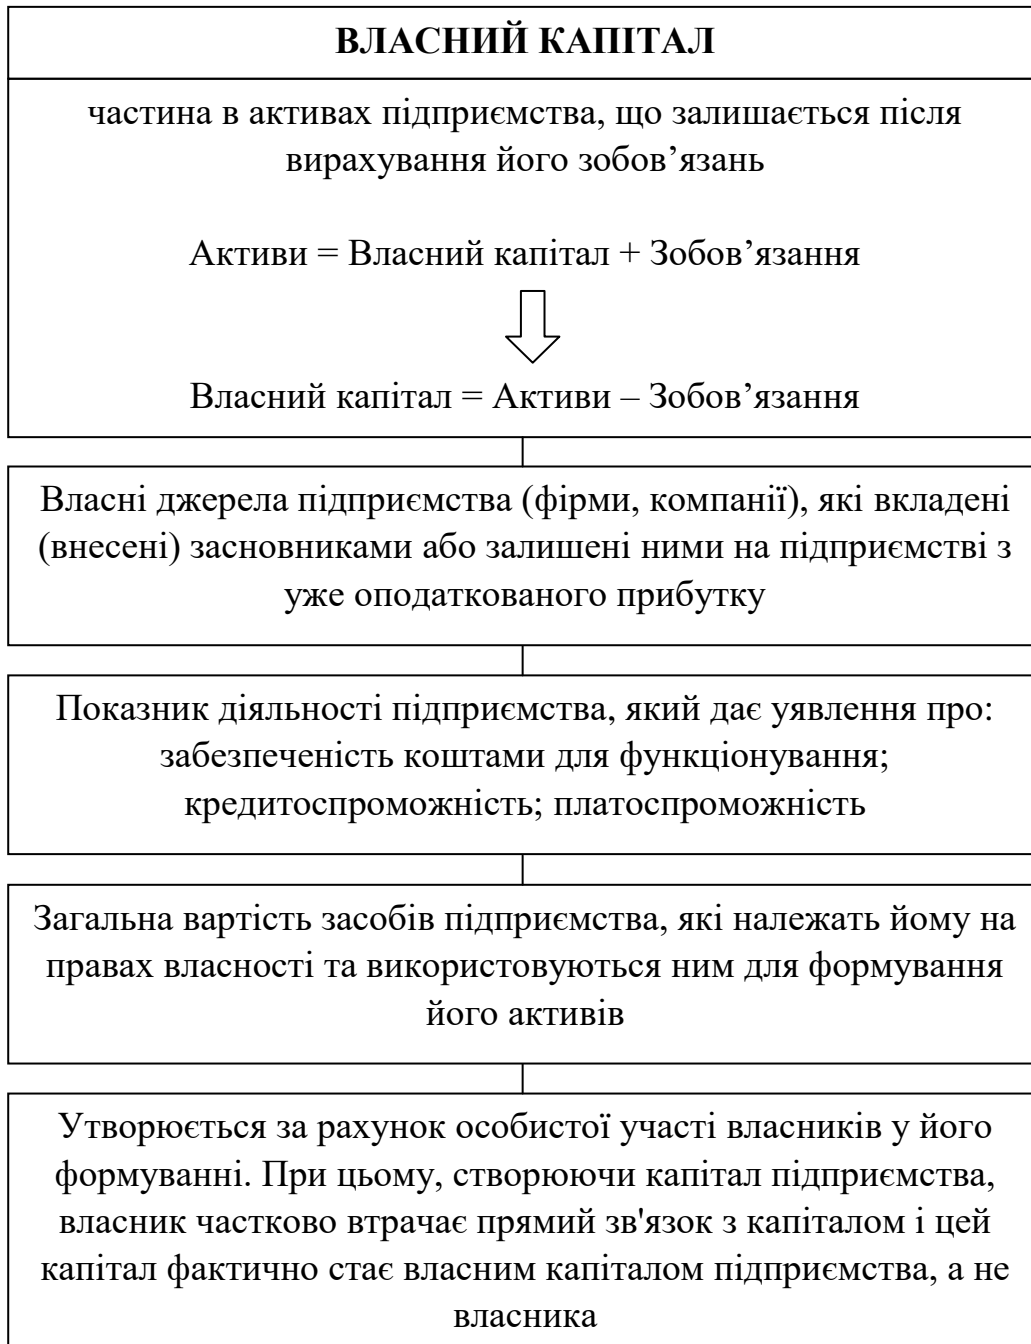 ВЛАСНИЙ КАПІТАЛ
частина в активах підприємства, що залишається після
вирахування його зобов’язань
Активи = Власний капітал + Зобов’язання
Власний капітал = Активи – Зобов’язання
Власні джерела підприємства (фірми, компанії), які вкладені
(внесені) засновниками або залишені ними на підприємстві з
уже оподаткованого прибутку
Показник діяльності підприємства, який дає уявлення про:
забезпеченість коштами для функціонування;
кредитоспроможність; платоспроможність
Загальна вартість засобів підприємства, які належать йому на
правах власності та використовуються ним для формування
його активів
Утворюється за рахунок особистої участі власників у його
формуванні. При цьому, створюючи капітал підприємства,
власник частково втрачає прямий зв'язок з капіталом і цей
капітал фактично стає власним капіталом підприємства, а не
власника